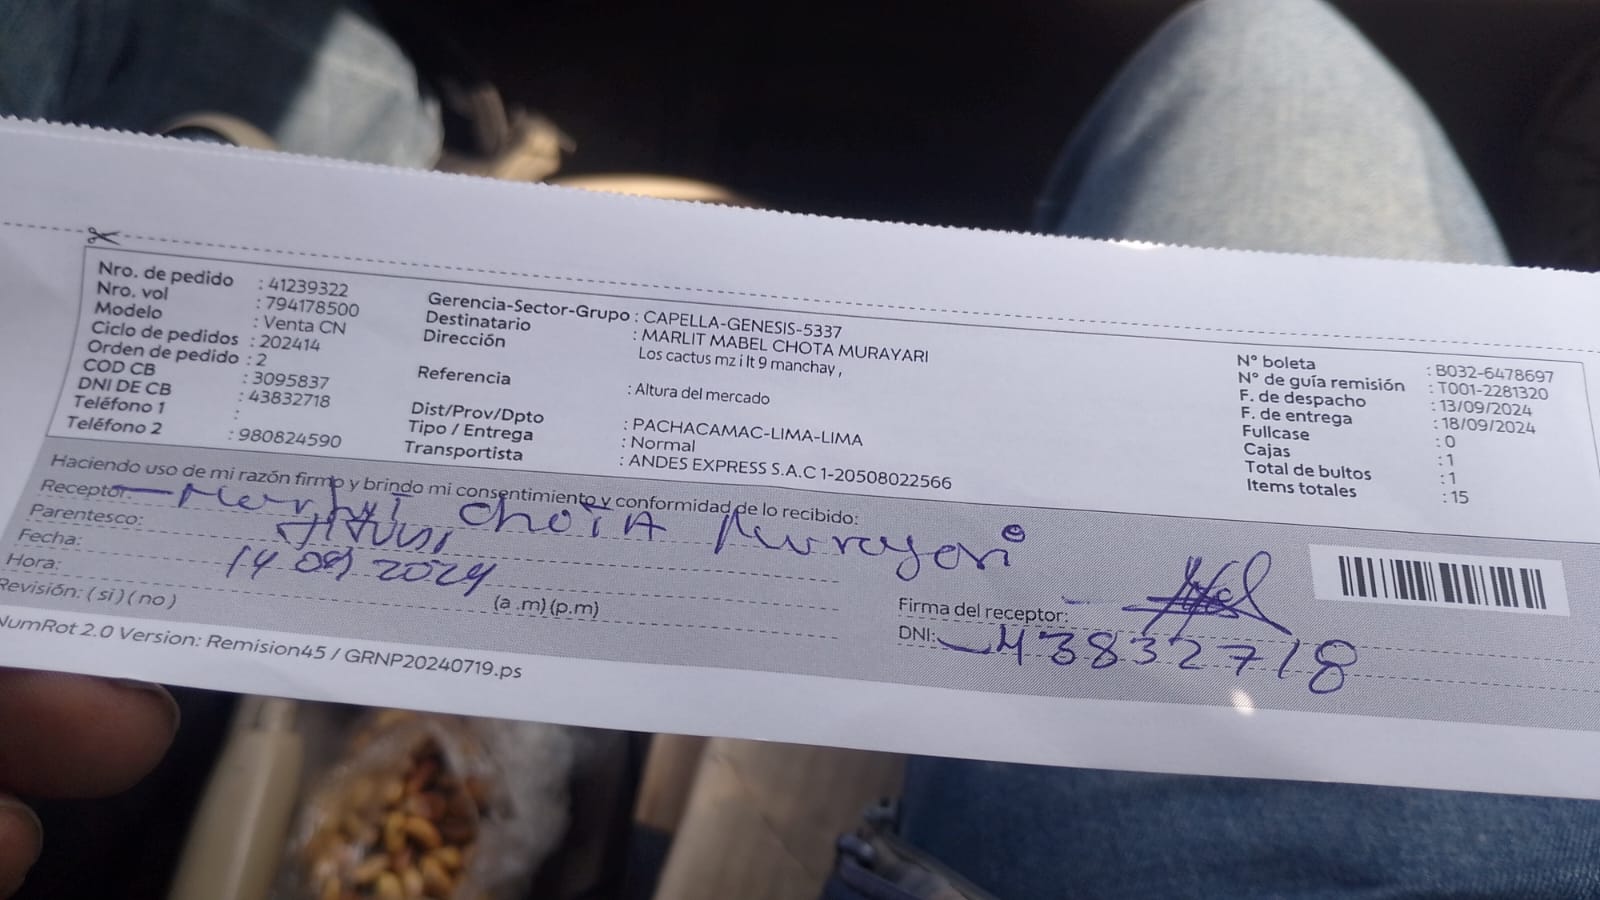 Nro. de pedido : 41239322
Nro. vol : 794178500
Modelo : Venta CN
Ciclo de pedidos : 202414
Orden de pedido : 2
COD CB : 3095837
DNI DE CB : 43832718
Teléfono 1 :
Teléfono 2 : 980824590
Gerencia-Sector-Grupo : CAPELLA-GENESIS-5337
Destinatario : MARLIT MABEL CHOTA MURAYARI
Dirección Los cactus mz i lt 9 manchay ,
Referencia : Altura del mercado
Dist/Prov/Dpto : PACHACAMAC-LIMA-LIMA
Tipo / Entrega : Normal
Transportista : ANDES EXPRESS S.A.C 1-20508022566
N° boleta : B032-6478697
N° de guía remisión : T001-2281320
F. de despacho : 13/09/2024
F. de entrega : 18/09/2024
Fullcase : 0
Cajas : 1
Total de bultos : 1
Items totales : 15
Haciendo uso de mi razón firmo y brindo mi consentimiento y conformidad de lo recibido:
Receptor: chota Murayari
Parentesco:
Fecha: 14 09 2024
Hora: (a .m) (p.m)
Revisión: ( si ) ( no )
Firma del receptor:
DNI: 43832718
NumRot 2.0 Version: Remision45 / GRNP20240719.ps